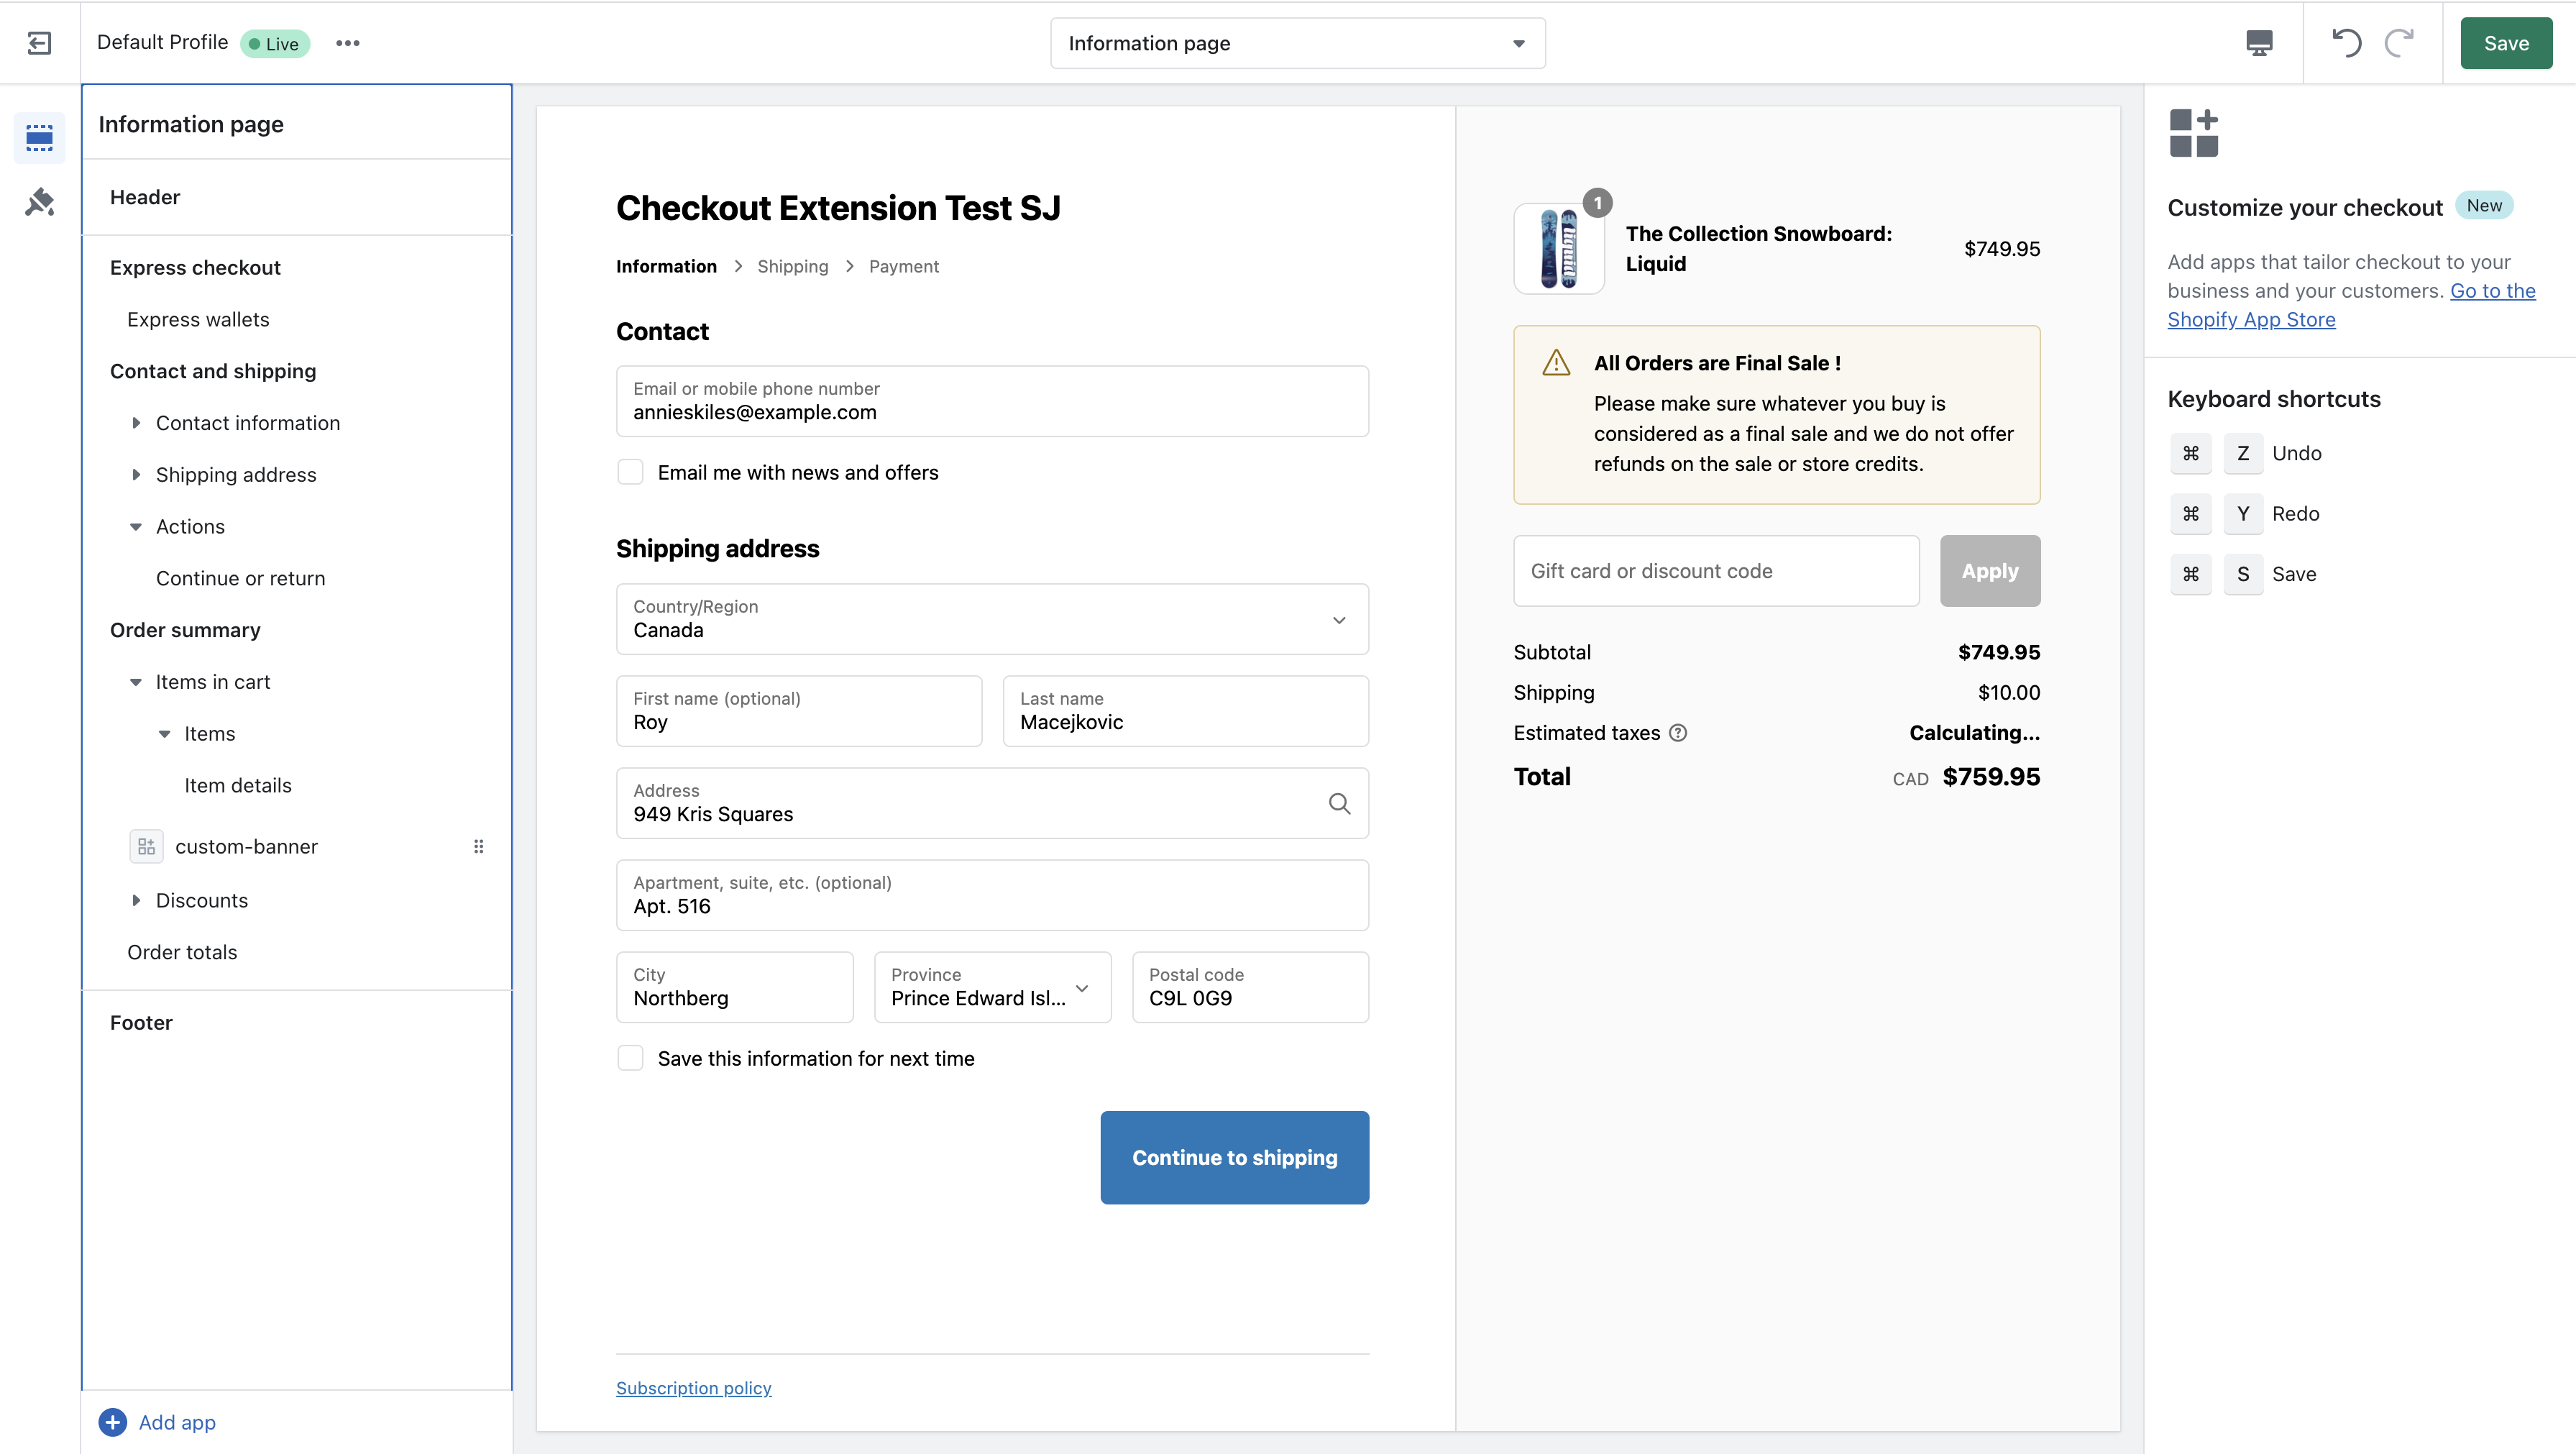 Default Profile
Live
Information page
Save
Information page
Header
Express checkout
Express wallets
Contact and shipping
Contact information
Shipping address
Actions
Continue or return
Order summary
Items in cart
Items
Item details
custom-banner
Discounts
Order totals
Footer
Add app
Checkout Extension Test SJ
Information > Shipping > Payment
Contact
Email or mobile phone number
annieskiles@example.com
Email me with news and offers
Shipping address
Country/Region
Canada
First name (optional)
Roy
Last name
Macejkovic
Address
949 Kris Squares
Apartment, suite, etc. (optional)
Apt. 516
City
Northberg
Province
Prince Edward Isl...
Postal code
C9L 0G9
Save this information for next time
Continue to shipping
Subscription policy
1
The Collection Snowboard:
Liquid
$749.95
All Orders are Final Sale !
Please make sure whatever you buy is
considered as a final sale and we do not offer
refunds on the sale or store credits.
Gift card or discount code
Apply
Subtotal $749.95
Shipping $10.00
Estimated taxes Calculating...
Total CAD $759.95
Customize your checkout New
Add apps that tailor checkout to your
business and your customers. Go to the
Shopify App Store
Keyboard shortcuts
⌘ Z Undo
⌘ Y Redo
⌘ S Save